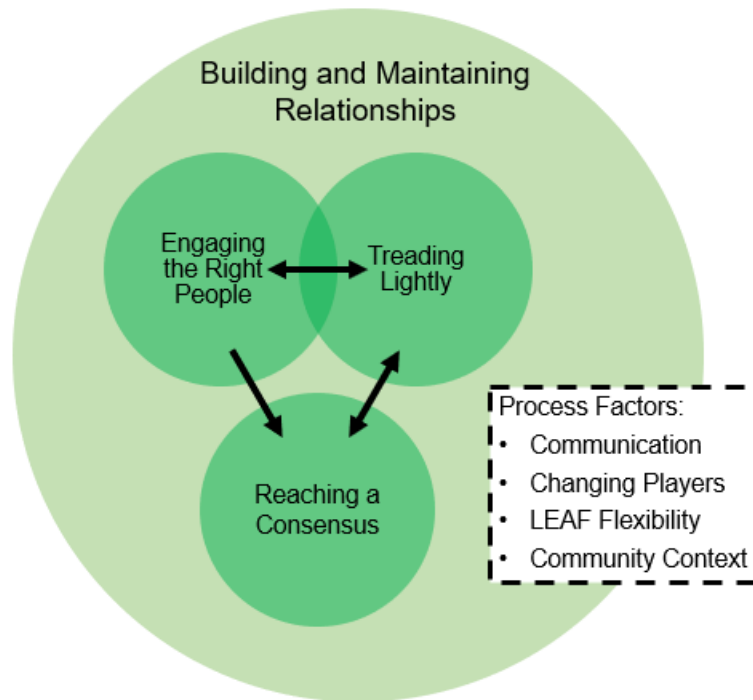 Building and Maintaining
Relationships
Engaging
the Right
People
Treading
Lightly
Reaching a
Consensus
Process Factors:
• Communication
• Changing Players
• LEAF Flexibility
• Community Context